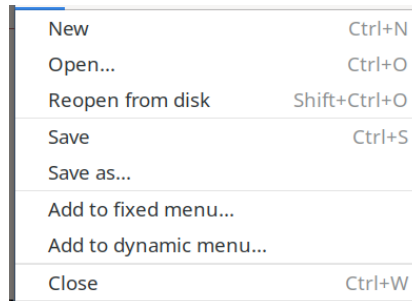 New Ctrl+N
Open... Ctrl+O
Reopen from disk Shift+Ctrl+O
Save Ctrl+S
Save as...
Add to fixed menu...
Add to dynamic menu...
Close Ctrl+W